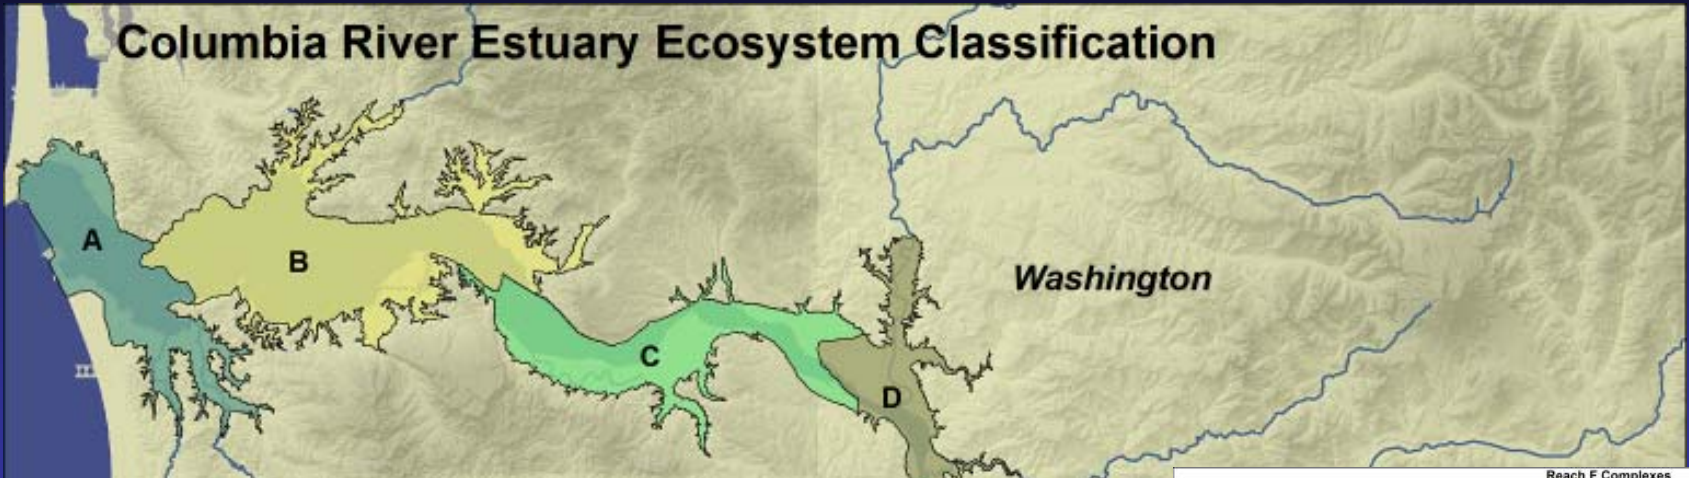 Columbia River Estuary Ecosystem Classification
A
B
Washington
C
D
Reach F Complexes